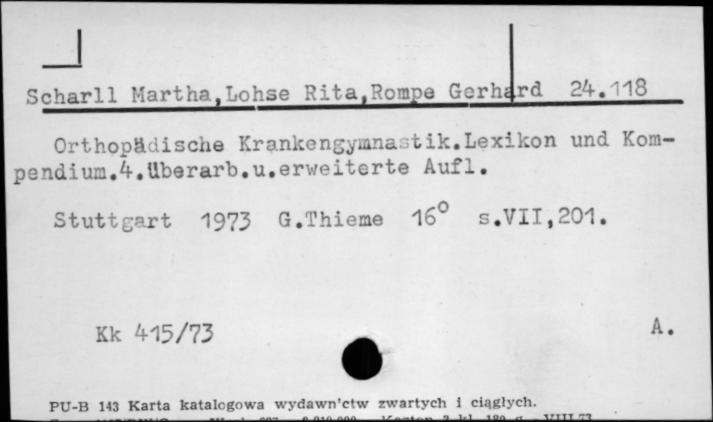 Scharll Martha,Lohse Rita,Rompe Gerhard 24.118
Orthopädische Krankengymnastik.Lexikon und Kom-
pendium.4.Überarb.u.erweiterte Aufl.
Stuttgart 1973 G.Thieme 16° s.VII,201.
Kk 415/73
A.
PU-B 143 Karta katalogowa wydawn'ctw zwartych i ciągłych.